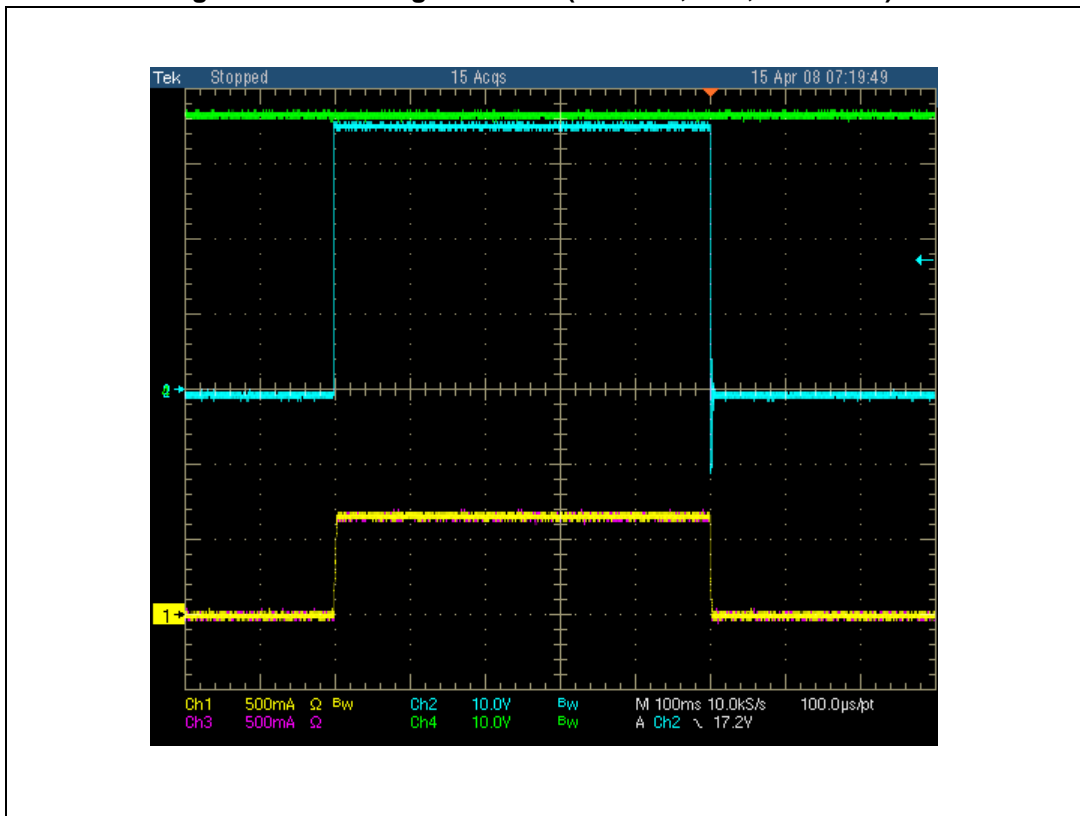 Tek Stopped 15 Acqs 15 Apr 08 07:19:49
1
Ch1 500mA Ω Bw Ch2 10.0V Bw M 100ms 10.0kS/s 100.0µs/pt
Ch3 500mA Ω Ch4 10.0V Bw A Ch2 \ 17.2V